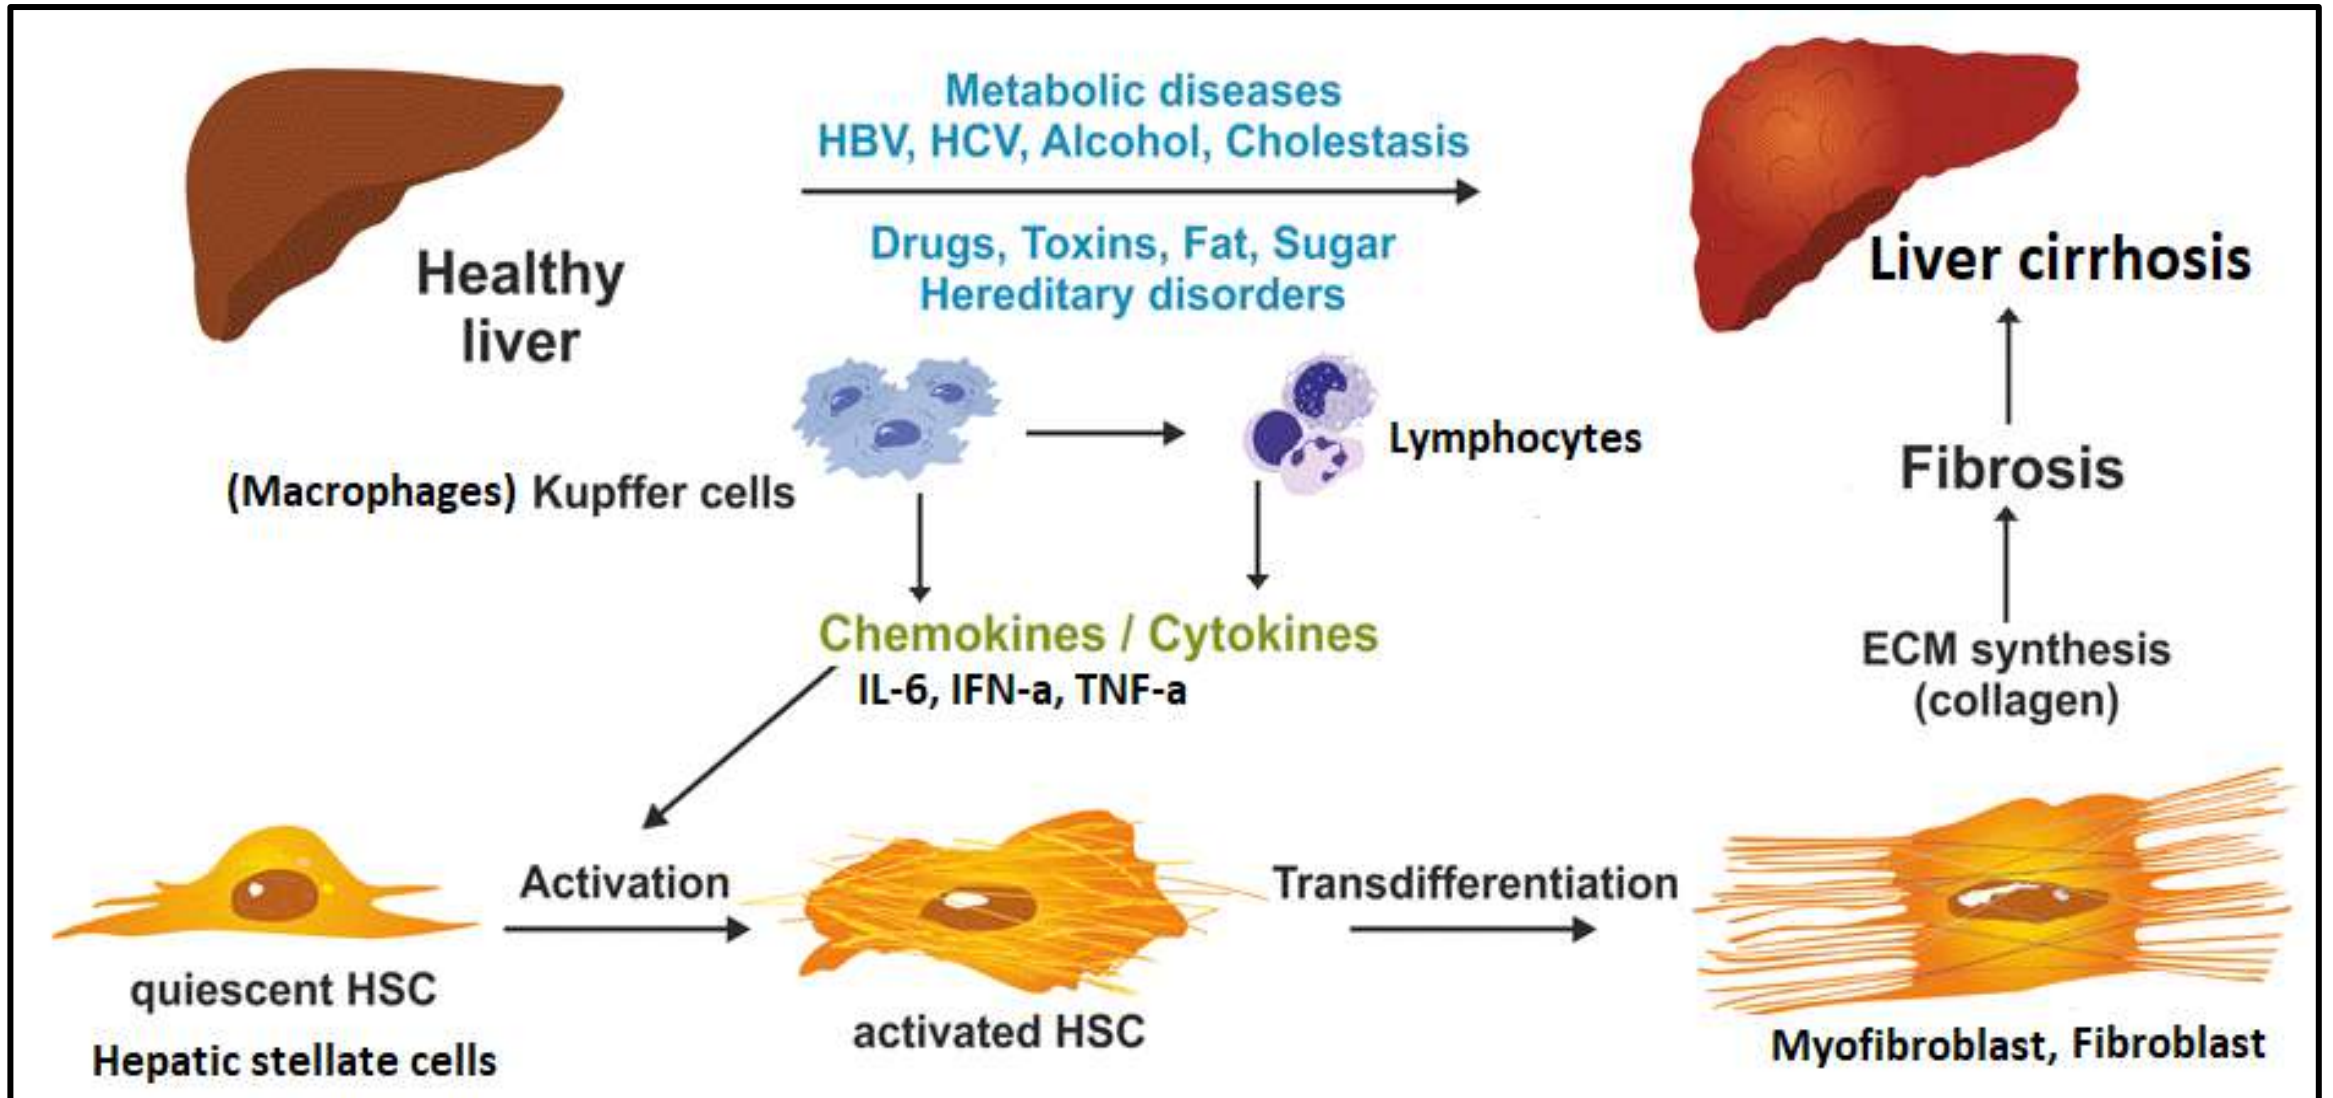 Metabolic diseases
HBV, HCV, Alcohol, Cholestasis
Drugs, Toxins, Fat, Sugar
Hereditary disorders
Healthy
liver
Liver cirrhosis
(Macrophages) Kupffer cells
Lymphocytes
Fibrosis
Chemokines / Cytokines
IL-6, IFN-a, TNF-a
ECM synthesis
(collagen)
Activation
Transdifferentiation
quiescent HSC
Hepatic stellate cells
activated HSC
Myofibroblast, Fibroblast